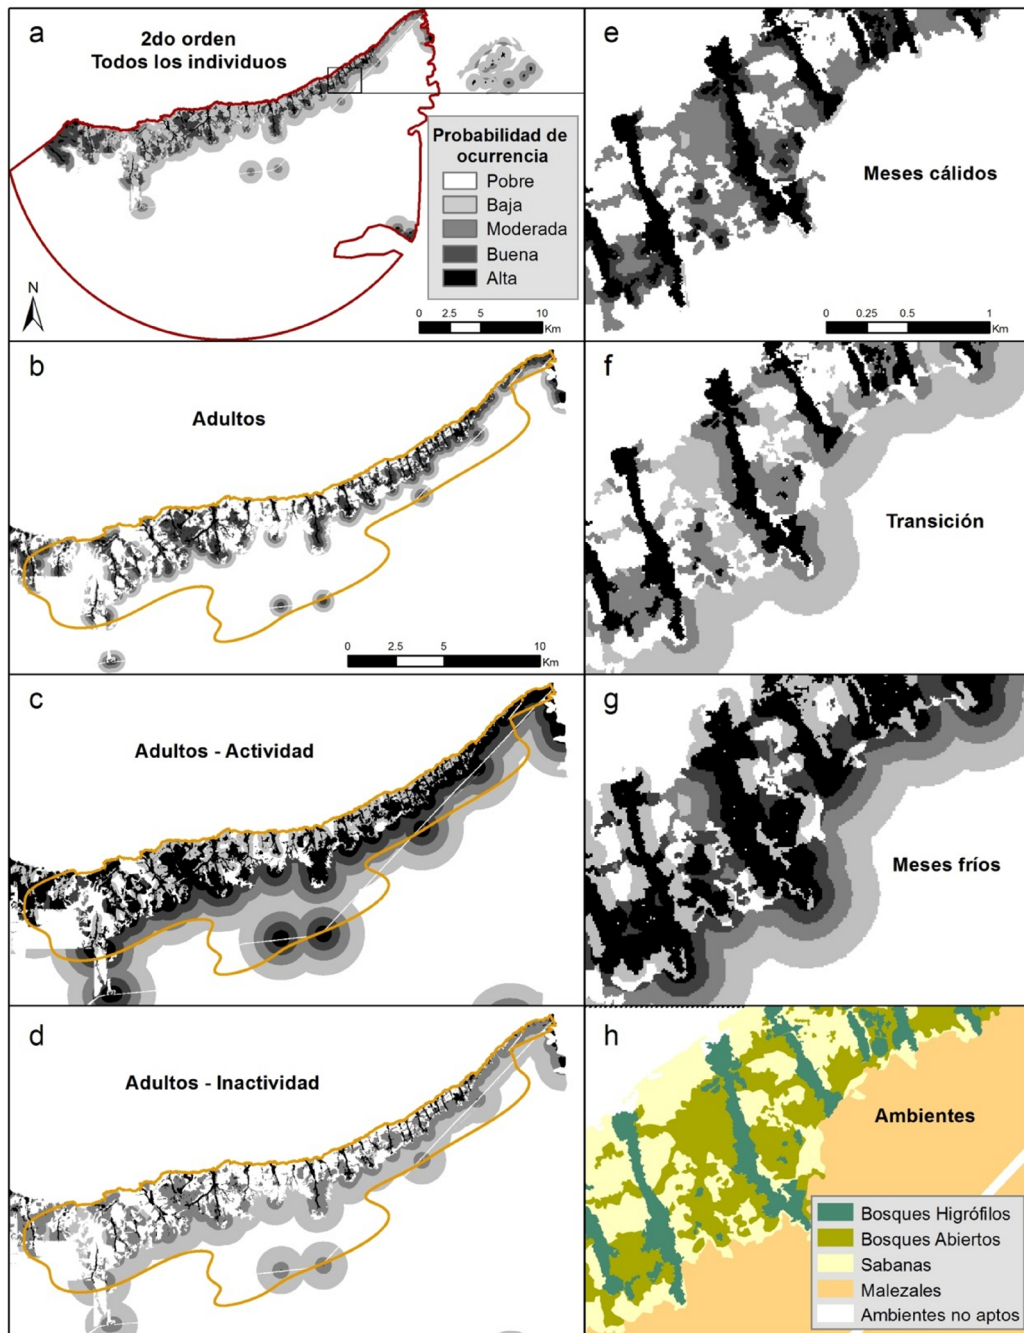 a
2do orden
Todos los individuos
Probabilidad de
ocurrencia
Pobre
Baja
Moderada
Buena
Alta
N
0 2.5 5 10
Km
b
Adultos
0 2.5 5 10
Km
c
Adultos - Actividad
d
Adultos - Inactividad
e
Meses cálidos
0 0.25 0.5 1
Km
f
Transición
g
Meses fríos
h
Ambientes
Bosques Higrófilos
Bosques Abiertos
Sabanas
Malezales
Ambientes no aptos